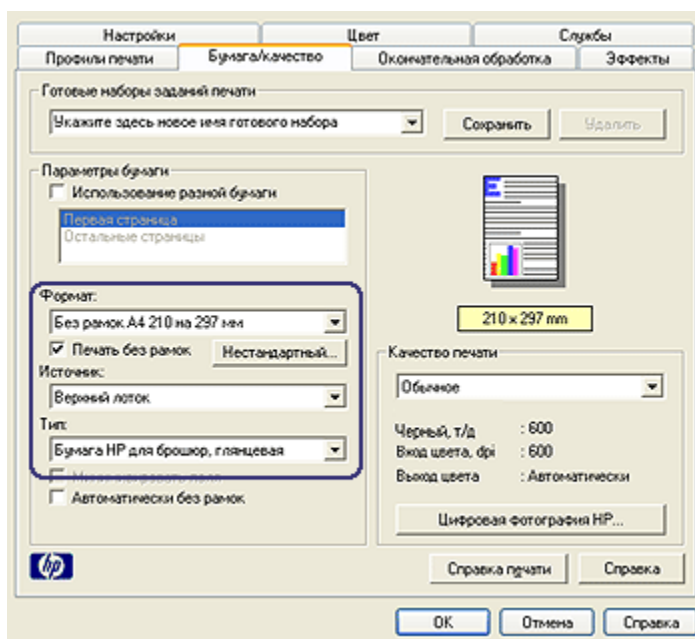 Настройки Цвет Службы
Профили печати Бумага/качество Окончательная обработка Эффекты
Готовые наборы заданий печати
Укажите здесь новое имя готового набора Сохранить Удалить
Параметры бумаги
Использование разной бумаги
Первая страница
Остальные страницы
Формат:
Без рамок A4 210 на 297 мм
Печать без рамок Нестандартный...
Источник:
Верхний лоток
Тип:
Бумага HP для брошюр, глянцевая
Автоматически без рамок
E
210 × 297 mm
Качество печати
Обычное
Черный, т/д : 600
Вход цвета, dpi : 600
Выход цвета : Автоматически
Цифровая фотография HP...
hp
Справка печати Справка
OK Отмена Справка